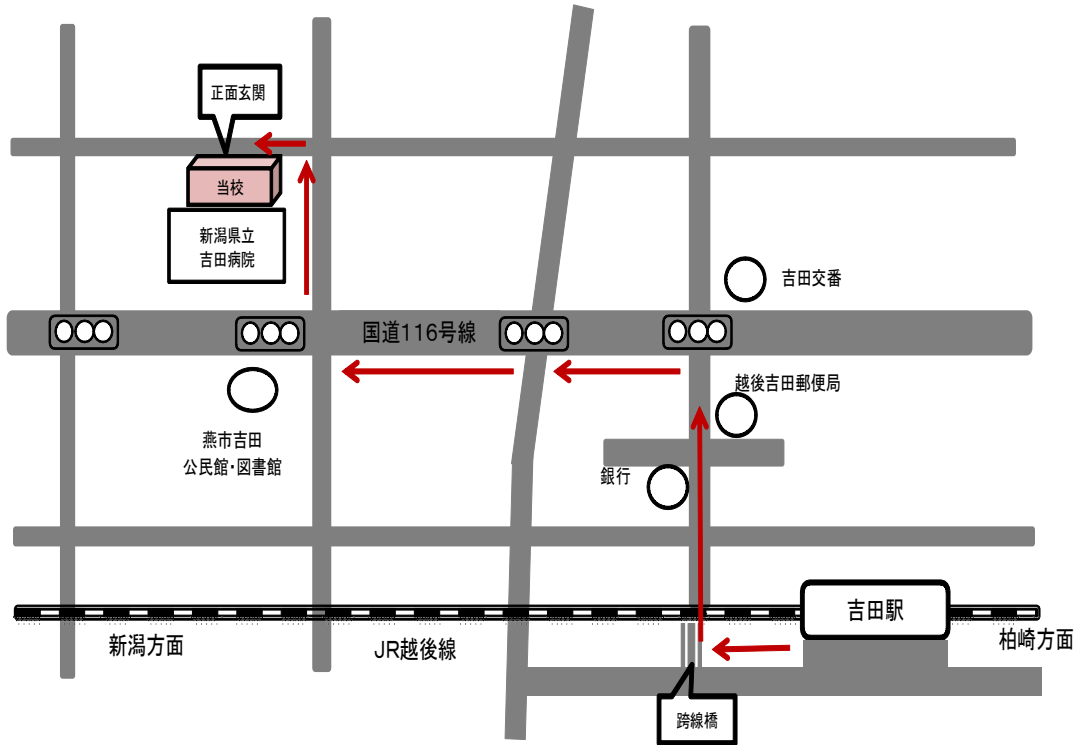 正面玄関
当校
新潟県立
吉田病院
吉田交番
国道116号線
越後吉田郵便局
燕市吉田
公民館・図書館
銀行
吉田駅
新潟方面
JR越後線
柏崎方面
跨線橋